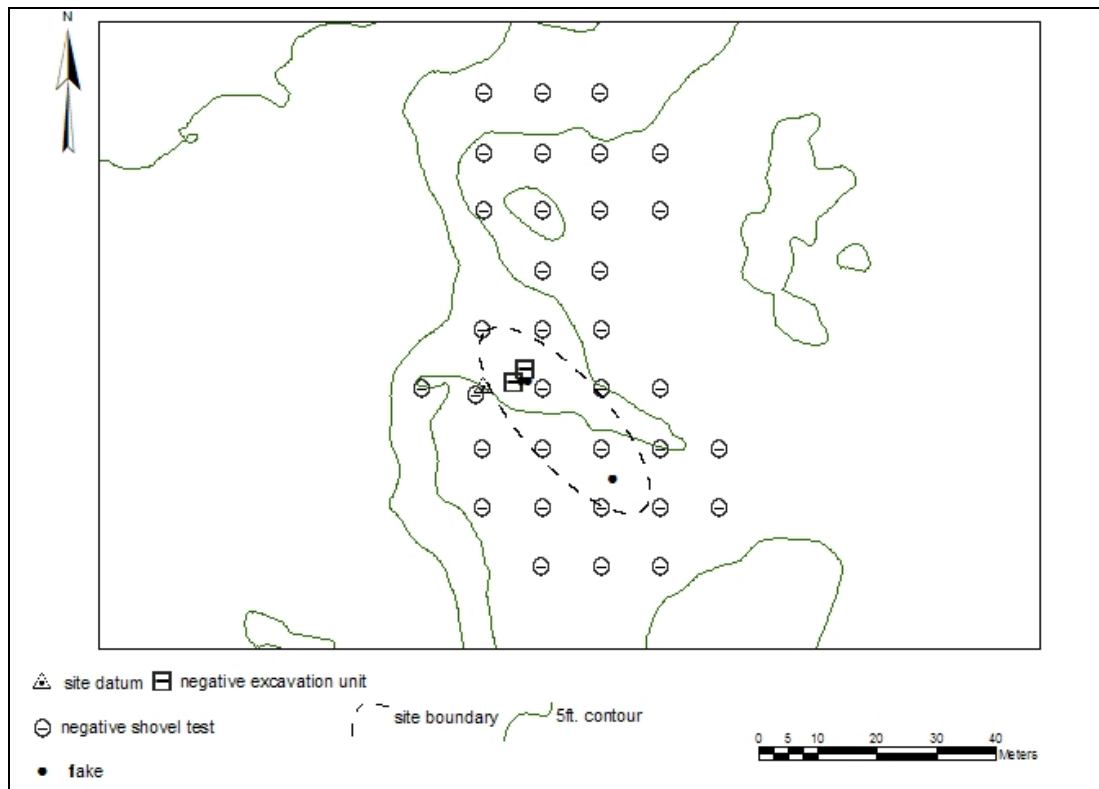 N
site datum negative excavation unit
negative shovel test site boundary 5ft. contour
flake
0 5 10 20 30 40
Meters